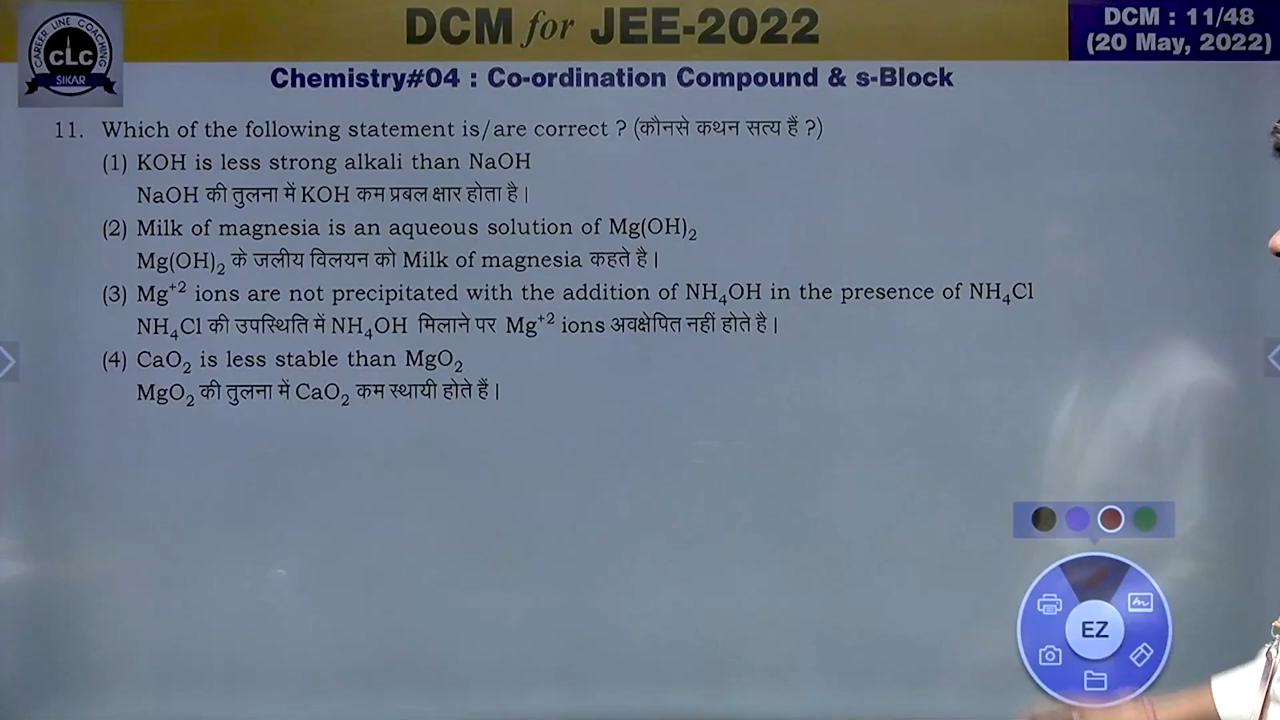 DCM for JEE-2022
DCM : 11/48
(20 May, 2022)
CAREER LINE COACHING
CLC
SIKAR
Chemistry#04 : Co-ordination Compound & s-Block
11. Which of the following statement is/are correct ? (कौनसे कथन सत्य हैं ?)
(1) KOH is less strong alkali than NaOH
NaOH की तुलना में KOH कम प्रबल क्षार होता है।
(2) Milk of magnesia is an aqueous solution of Mg(OH)₂
Mg(OH)₂ के जलीय विलयन को Milk of magnesia कहते है।
(3) Mg⁺² ions are not precipitated with the addition of NH₄OH in the presence of NH₄Cl
NH₄Cl की उपस्थिति में NH₄OH मिलाने पर Mg⁺² ions अवक्षेपित नहीं होते है।
(4) CaO₂ is less stable than MgO₂
MgO₂ की तुलना में CaO₂ कम स्थायी होते हैं।
EZ